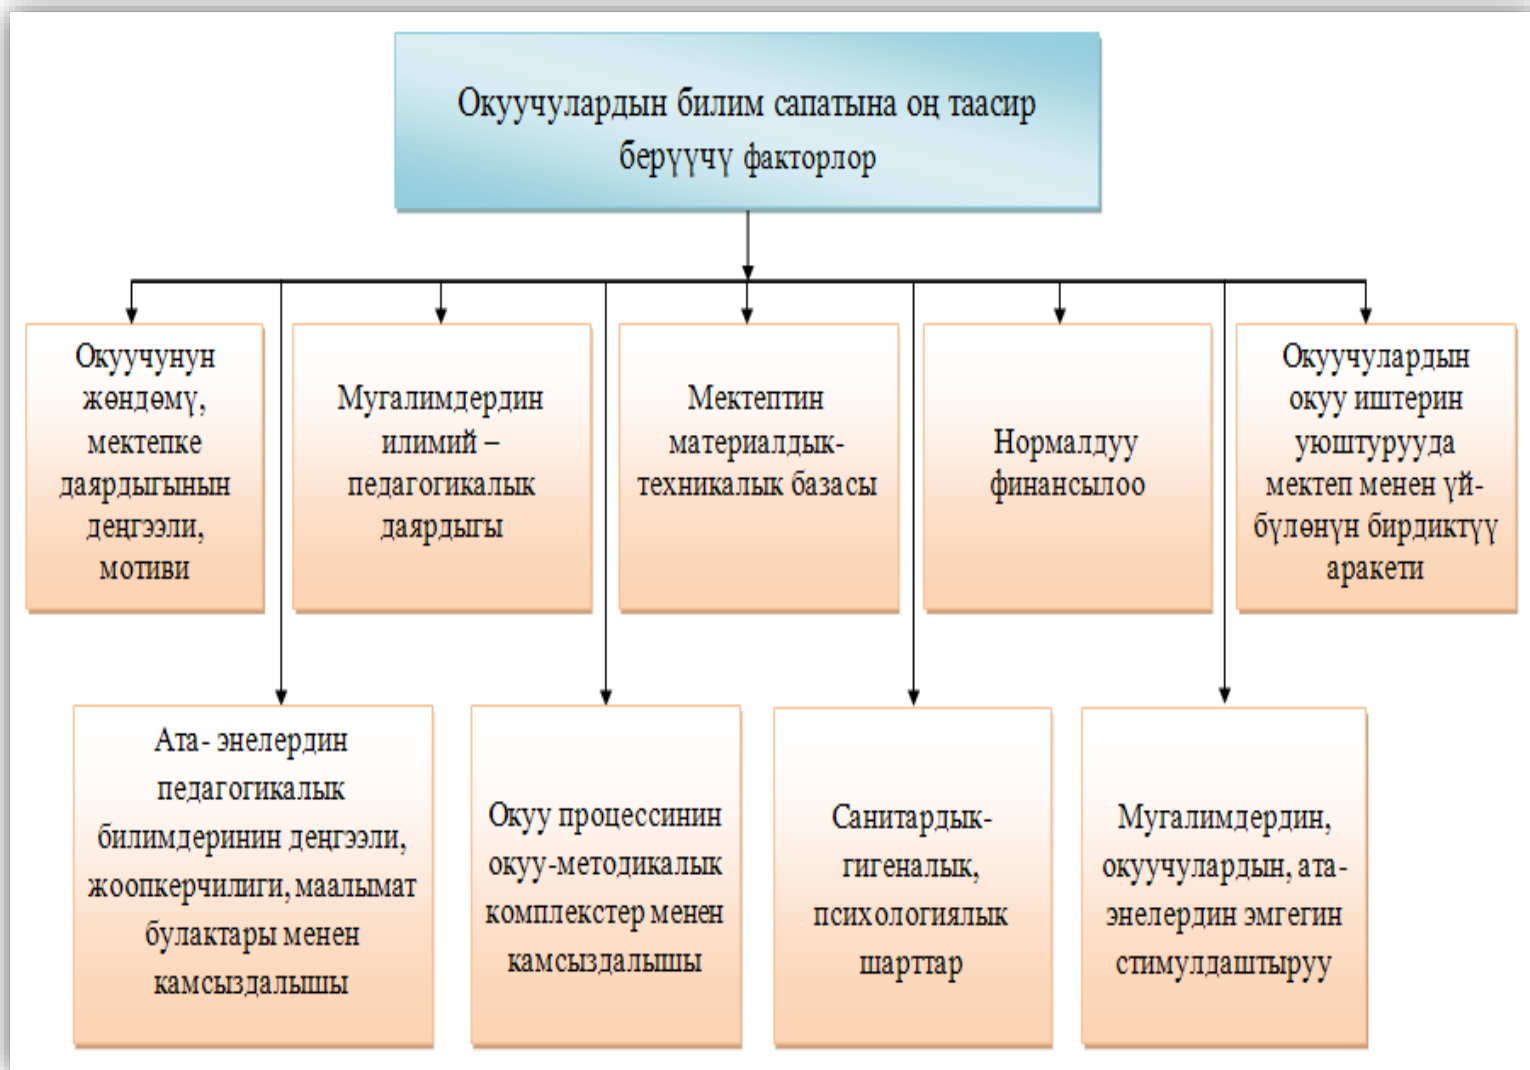 Окуучулардын билим сапатына оң таасир
берүүчү факторлор
Окуучунун
жөндөмү,
мектепке
даярдыгынын
деңгээли,
мотиви
Мугалимдердин
илимий –
педагогикалык
даярдыгы
Мектептин
материалдык-
техникалык базасы
Нормалдуу
финансылоо
Окуучулардын
окуу иштерин
уюштурууда
мектеп менен үй-
бүлөнүн бирдиктүү
аракети
Ата- энелердин
педагогикалык
билимдеринин деңгээли,
жоопкерчилиги, маалымат
булактары менен
камсыздалышы
Окуу процессинин
окуу-методикалык
комплекстер менен
камсыздалышы
Санитардык-
гигеналык,
психологиялык
шарттар
Мугалимдердин,
окуучулардын, ата-
энелердин эмгегин
стимулдаштыруу